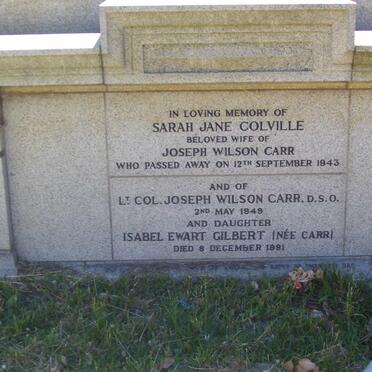 IN LOVING MEMORY OF
SARAH JANE COLVILLE
BELOVED WIFE OF
JOSEPH WILSON CARR
WHO PASSED AWAY ON 12TH SEPTEMBER 1943
AND OF
LT COL. JOSEPH WILSON CARR, D.S.O.
2ND MAY 1949
AND DAUGHTER
ISABEL EWART GILBERT (NÉE CARR)
DIED 8 DECEMBER 1981